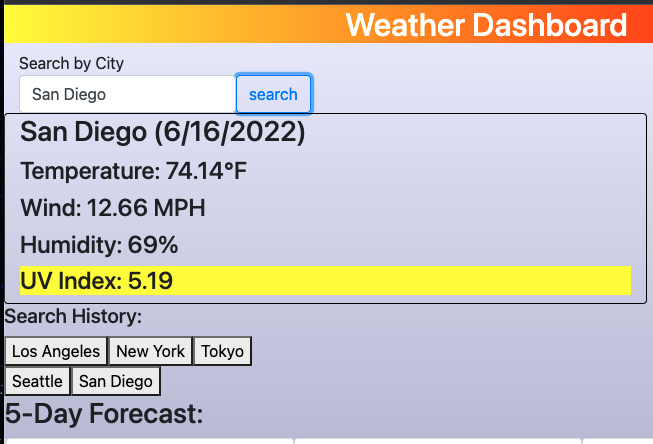 Weather Dashboard
Search by City
San Diego search
San Diego (6/16/2022)
Temperature: 74.14°F
Wind: 12.66 MPH
Humidity: 69%
UV Index: 5.19
Search History:
Los Angeles New York Tokyo
Seattle San Diego
5-Day Forecast: